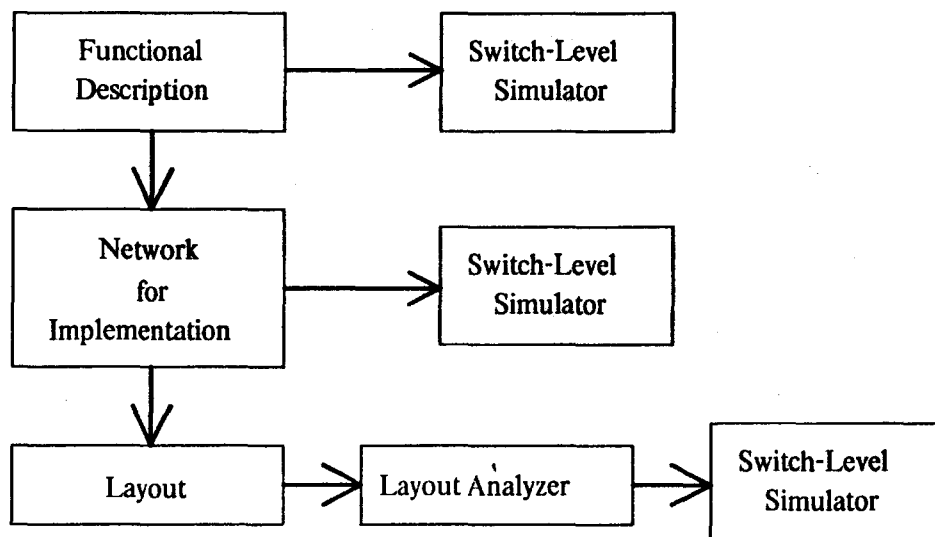 Functional
Description
Switch-Level
Simulator
Network
for
Implementation
Switch-Level
Simulator
Layout
Layout Analyzer
Switch-Level
Simulator